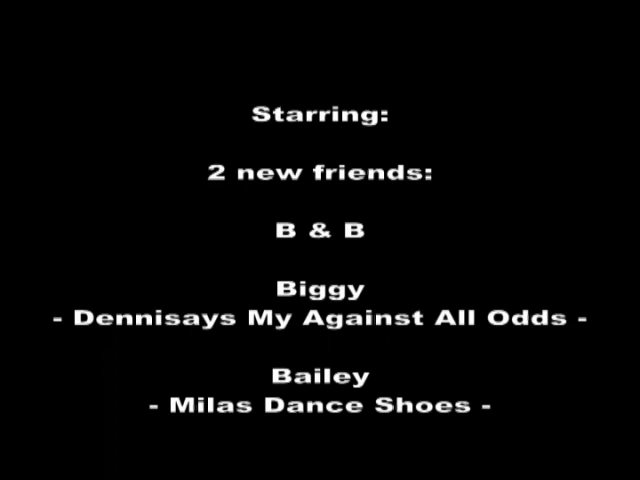 Starring:
2 new friends:
B & B
Biggy
- Dennisays My Against All Odds -
Bailey
- Milas Dance Shoes -